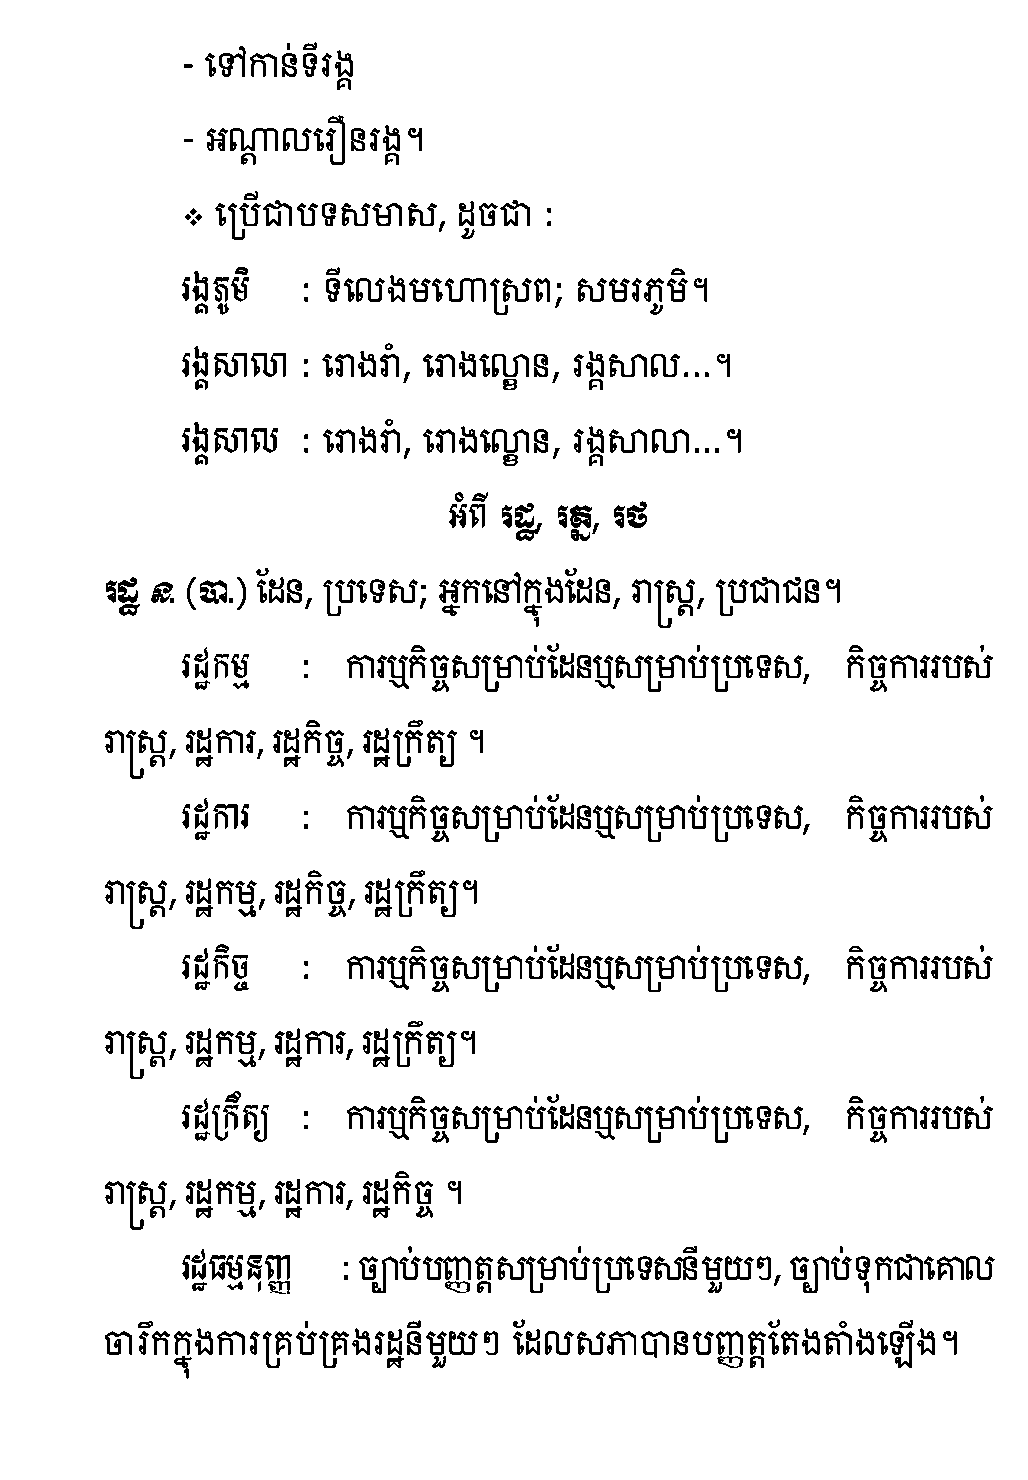 - ទៅកាន់ទីរង្គ
- អណ្ដាលរឿនរង្គ។
❖ ប្រើជាបទសមាស, ដូចជា :
រង្គភូមិ : ទីលេងមហោស្រព; សមរភូមិ។
រង្គសាលា : រោងរាំ, រោងល្ខោន, រង្គសាល...។
រង្គសាល : រោងរាំ, រោងល្ខោន, រង្គសាលា...។
អំពី រដ្ឋ, រត្ន, រថ
រដ្ឋ ន. (បា.) ដែន, ប្រទេស; អ្នកនៅក្នុងដែន, រាស្ត្រ, ប្រជាជន។
រដ្ឋកម្ម : ការឬកិច្ចសម្រាប់ដែនឬសម្រាប់ប្រទេស, កិច្ចការរបស់
រាស្ត្រ, រដ្ឋការ, រដ្ឋកិច្ច, រដ្ឋក្រឹត្យ ។
រដ្ឋការ : ការឬកិច្ចសម្រាប់ដែនឬសម្រាប់ប្រទេស, កិច្ចការរបស់
រាស្ត្រ, រដ្ឋកម្ម, រដ្ឋកិច្ច, រដ្ឋក្រឹត្យ។
រដ្ឋកិច្ច : ការឬកិច្ចសម្រាប់ដែនឬសម្រាប់ប្រទេស, កិច្ចការរបស់
រាស្ត្រ, រដ្ឋកម្ម, រដ្ឋការ, រដ្ឋក្រឹត្យ។
រដ្ឋក្រឹត្យ : ការឬកិច្ចសម្រាប់ដែនឬសម្រាប់ប្រទេស, កិច្ចការរបស់
រាស្ត្រ, រដ្ឋកម្ម, រដ្ឋការ, រដ្ឋកិច្ច ។
រដ្ឋធម្មនុញ្ញ : ច្បាប់បញ្ញត្តសម្រាប់ប្រទេសនីមួយៗ, ច្បាប់ទុកជាគោល
ចារឹកក្នុងការគ្រប់គ្រងរដ្ឋនីមួយៗ ដែលសភាបានបញ្ញត្តតែងតាំងឡើង។